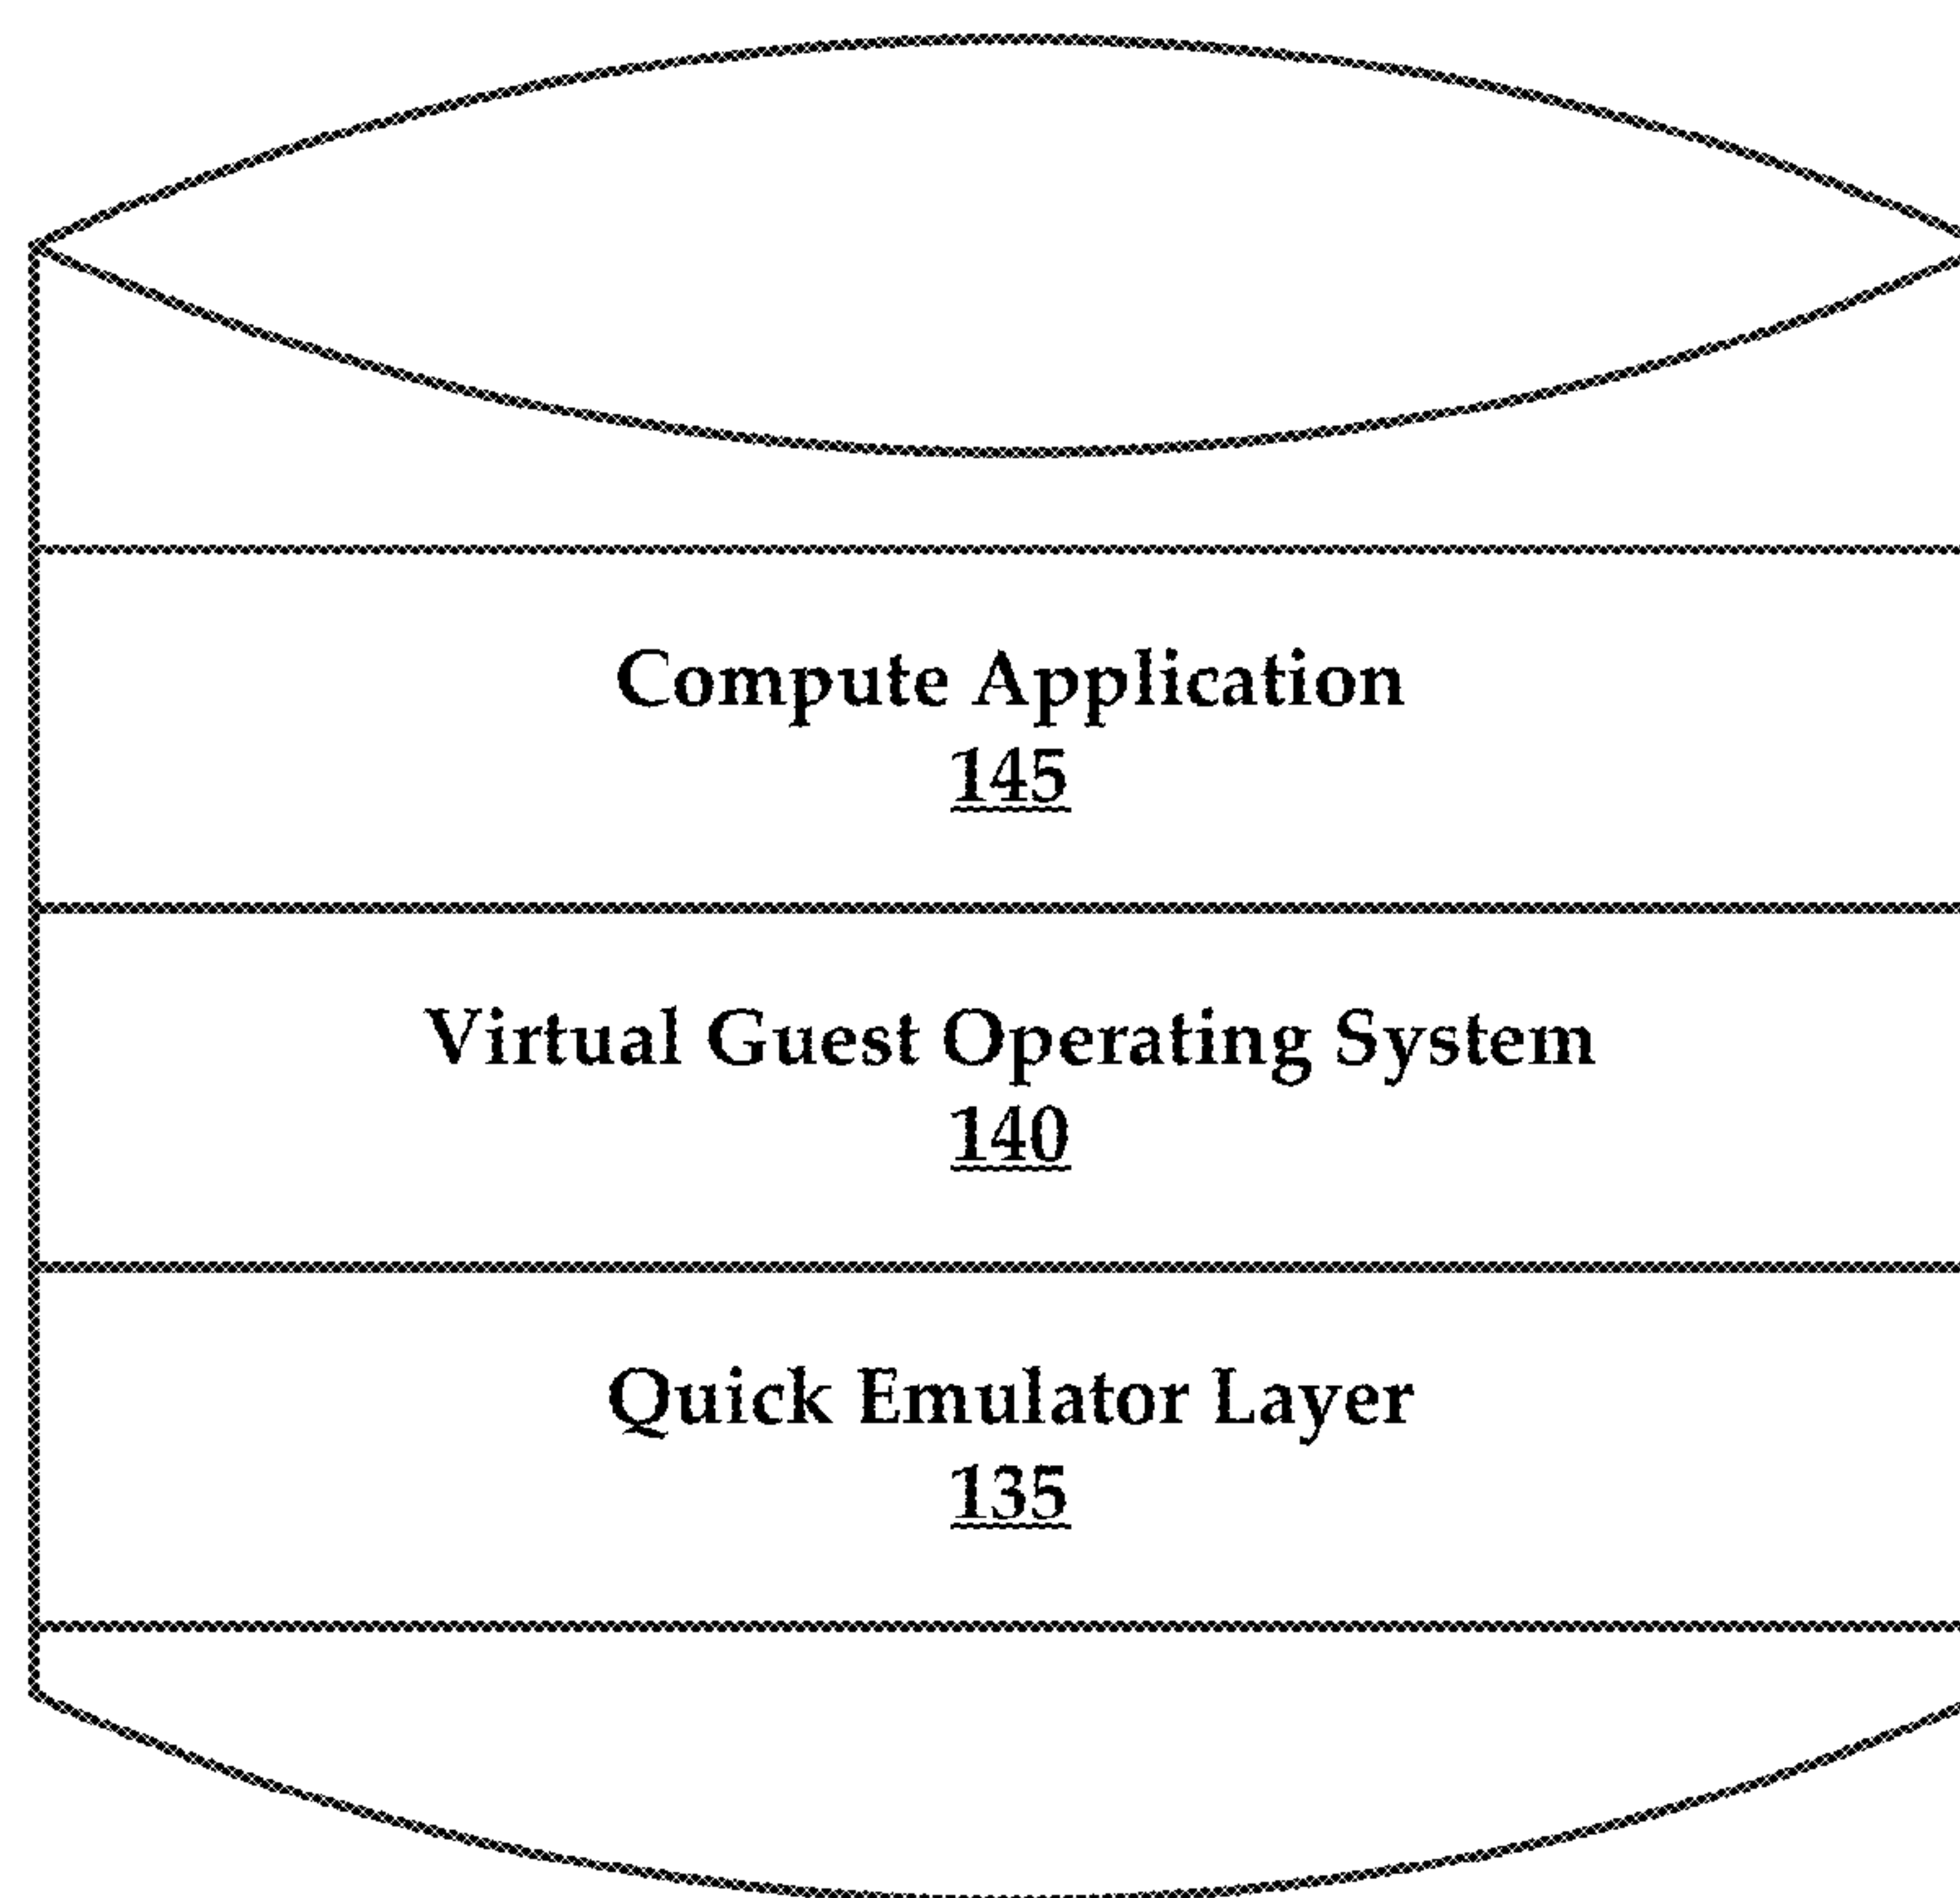 Compute Application
145
Virtual Guest Operating System
140
Quick Emulator Layer
135